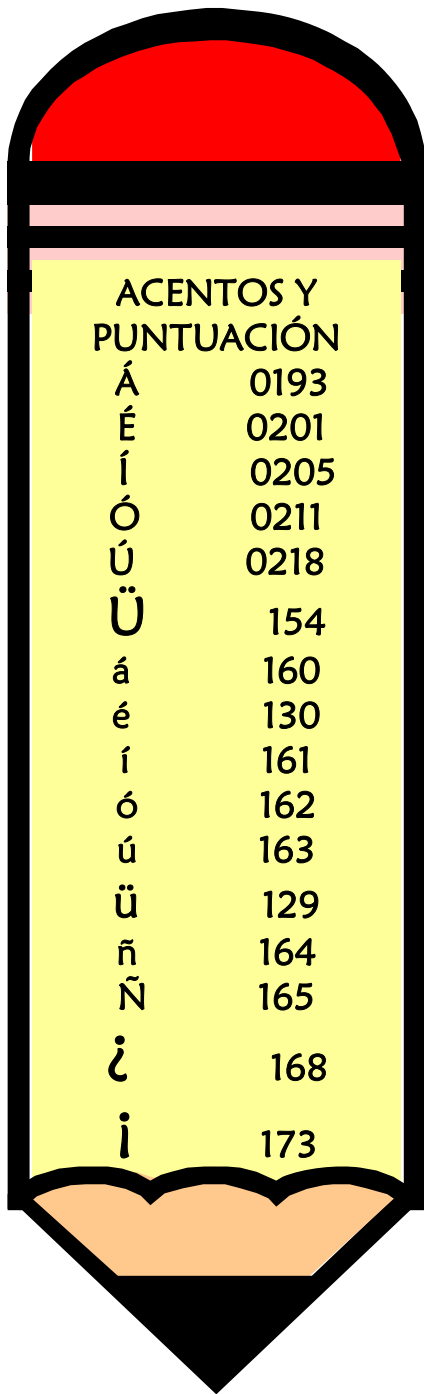 ACENTOS Y
PUNTUACIÓN
Á 0193
É 0201
Í 0205
Ó 0211
Ú 0218
Ü 154
á 160
é 130
í 161
ó 162
ú 163
ü 129
ñ 164
Ñ 165
¿ 168
¡ 173